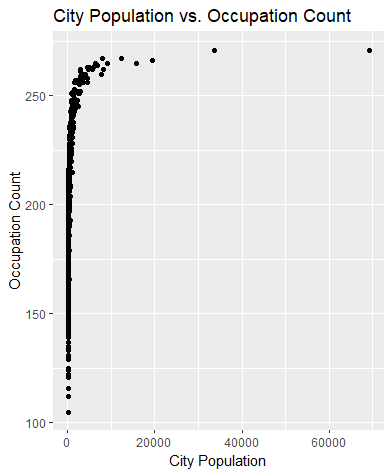 City Population vs. Occupation Count
250
200
150
100
Occupation Count
0 20000 40000 60000
City Population